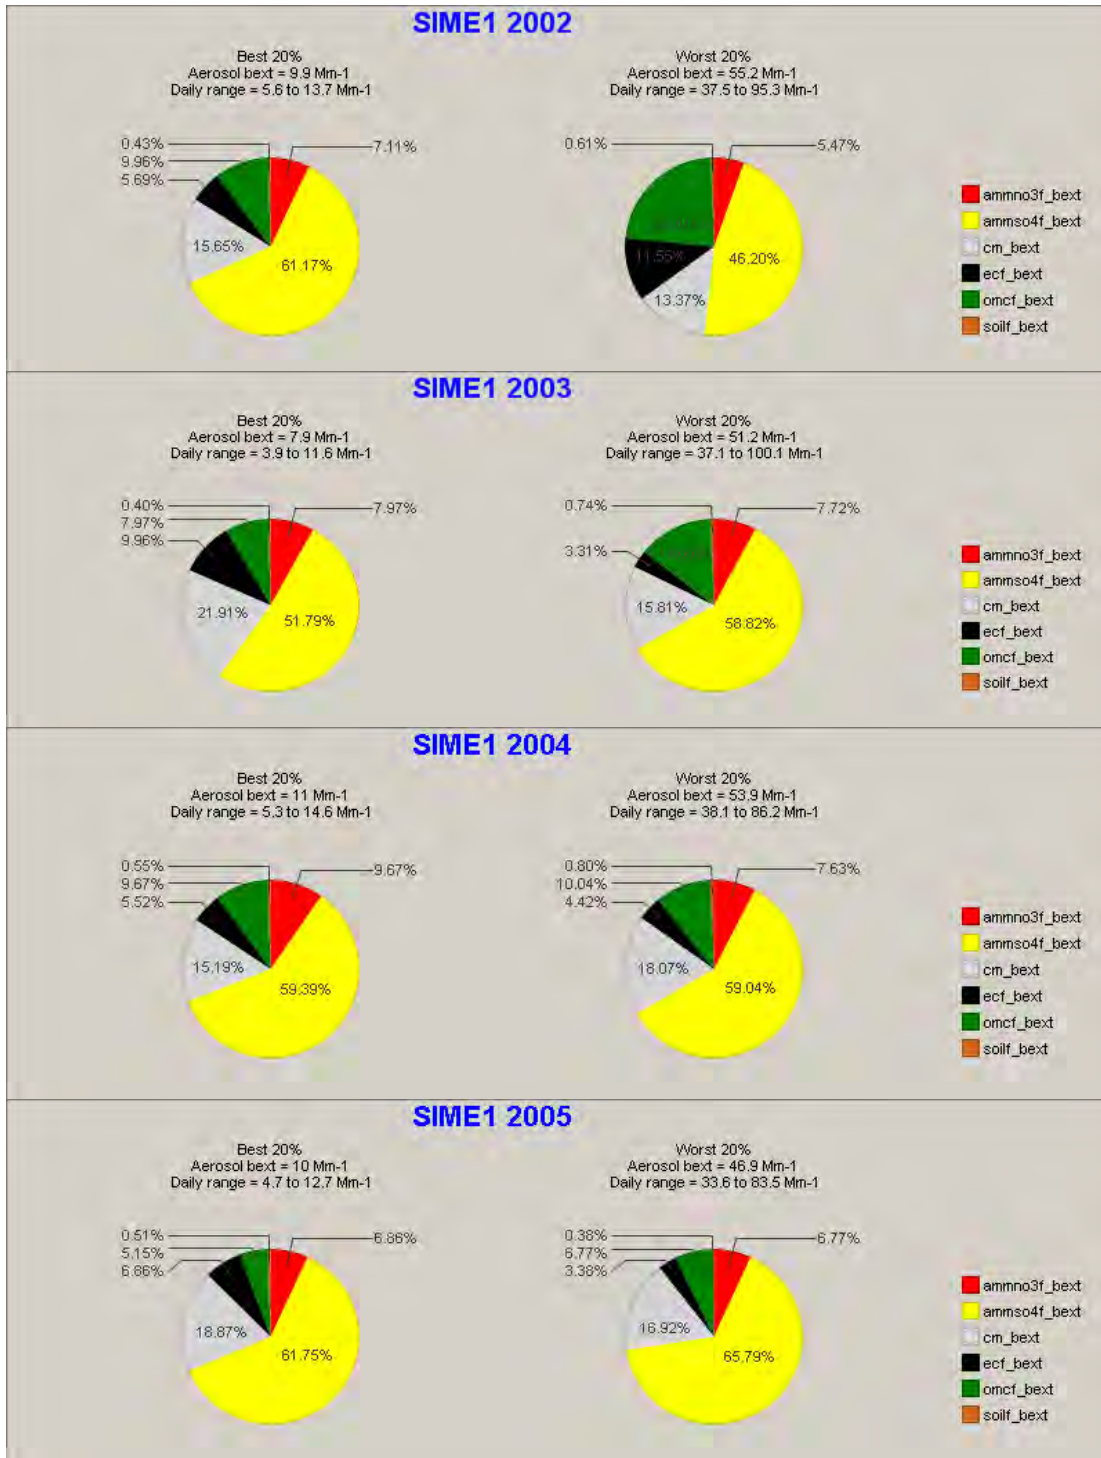 SIME1 2002
Best 20%
Aerosol bext = 9.9 Mm-1
Daily range = 5.6 to 13.7 Mm-1
0.43%
9.96%
5.69%
7.11%
15.65%
61.17%
Worst 20%
Aerosol bext = 55.2 Mm-1
Daily range = 37.5 to 95.3 Mm-1
0.61%
5.47%
11.55%
46.20%
13.37%
ammno3f_bext
ammso4f_bext
cm_bext
ecf_bext
omcf_bext
soilf_bext
SIME1 2003
Best 20%
Aerosol bext = 7.9 Mm-1
Daily range = 3.9 to 11.6 Mm-1
0.40%
7.97%
9.96%
7.97%
21.91%
51.79%
Worst 20%
Aerosol bext = 51.2 Mm-1
Daily range = 37.1 to 100.1 Mm-1
0.74%
3.31%
7.72%
15.81%
58.82%
ammno3f_bext
ammso4f_bext
cm_bext
ecf_bext
omcf_bext
soilf_bext
SIME1 2004
Best 20%
Aerosol bext = 11 Mm-1
Daily range = 5.3 to 14.6 Mm-1
0.55%
9.67%
5.52%
9.67%
15.19%
59.39%
Worst 20%
Aerosol bext = 53.9 Mm-1
Daily range = 38.1 to 86.2 Mm-1
0.80%
10.04%
4.42%
7.63%
18.07%
59.04%
ammno3f_bext
ammso4f_bext
cm_bext
ecf_bext
omcf_bext
soilf_bext
SIME1 2005
Best 20%
Aerosol bext = 10 Mm-1
Daily range = 4.7 to 12.7 Mm-1
0.51%
5.15%
6.86%
6.86%
18.87%
61.75%
Worst 20%
Aerosol bext = 46.9 Mm-1
Daily range = 33.6 to 83.5 Mm-1
0.38%
6.77%
3.38%
6.77%
16.92%
65.79%
ammno3f_bext
ammso4f_bext
cm_bext
ecf_bext
omcf_bext
soilf_bext